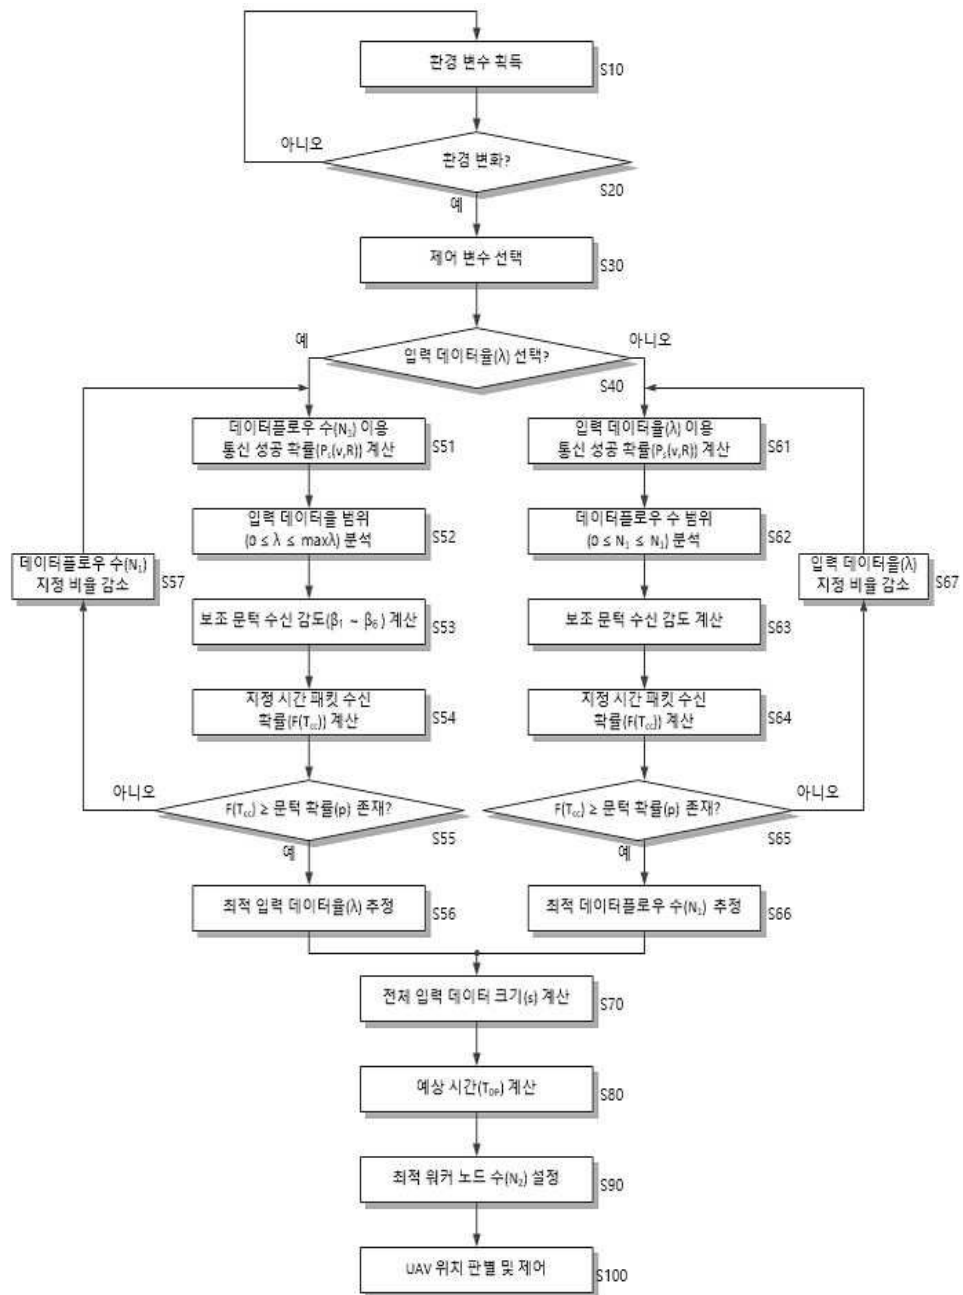 환경 변수 획득
S10
아니오
환경 변화?
S20
예
제어 변수 선택
S30
예
아니오
입력 데이터율(λ) 선택?
S40
데이터플로우 수(N₁) 이용
통신 성공 확률(Pₛ(v,R)) 계산
S51
입력 데이터율(λ) 이용
통신 성공 확률(Pₛ(v,R)) 계산
S61
입력 데이터율 범위
(0 ≤ λ ≤ maxλ) 분석
S52
데이터플로우 수 범위
(0 ≤ N₁ ≤ N₁) 분석
S62
데이터플로우 수(N₁)
지정 비율 감소
S57
입력 데이터율(λ)
지정 비율 감소
S67
보조 문턱 수신 감도(β₁ ~ β₆) 계산
S53
보조 문턱 수신 감도 계산
S63
지정 시간 패킷 수신
확률(F(T_cc)) 계산
S54
지정 시간 패킷 수신
확률(F(T_cc)) 계산
S64
아니오
F(T_cc) ≥ 문턱 확률(p) 존재?
S55
예
F(T_cc) ≥ 문턱 확률(p) 존재?
아니오
S65
예
최적 입력 데이터율(λ) 추정
S56
최적 데이터플로우 수(N₁) 추정
S66
전체 입력 데이터 크기(s) 계산
S70
예상 시간(T_DP) 계산
S80
최적 워커 노드 수(N₂) 설정
S90
UAV 위치 판별 및 제어
S100